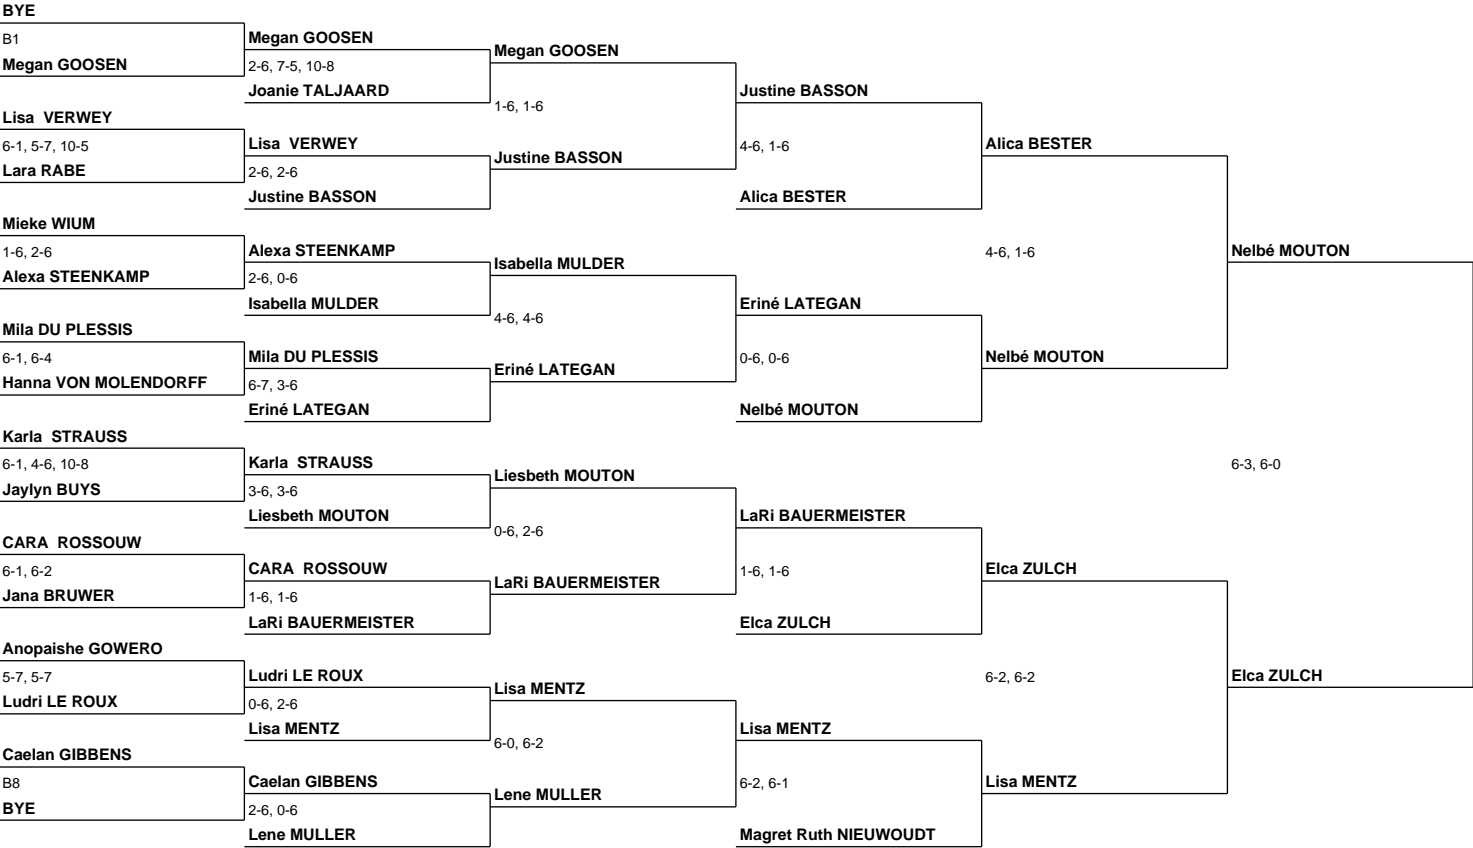 BYE
B1
Megan GOOSEN
Lisa  VERWEY
6-1, 5-7, 10-5
Lara RABE
Mieke WIUM
1-6, 2-6
Alexa STEENKAMP
Mila DU PLESSIS
6-1, 6-4
Hanna VON MOLENDORFF
Karla  STRAUSS
6-1, 4-6, 10-8
Jaylyn BUYS
CARA  ROSSOUW
6-1, 6-2
Jana BRUWER
Anopaishe GOWERO
5-7, 5-7
Ludri LE ROUX
Caelan GIBBENS
B8
BYE
Megan GOOSEN
2-6, 7-5, 10-8
Joanie TALJAARD
Lisa  VERWEY
2-6, 2-6
Justine BASSON
Alexa STEENKAMP
2-6, 0-6
Isabella MULDER
Mila DU PLESSIS
6-7, 3-6
Eriné LATEGAN
Karla  STRAUSS
3-6, 3-6
Liesbeth MOUTON
CARA  ROSSOUW
1-6, 1-6
LaRi BAUERMEISTER
Ludri LE ROUX
0-6, 2-6
Lisa MENTZ
Caelan GIBBENS
2-6, 0-6
Lene MULLER
Megan GOOSEN
1-6, 1-6
Justine BASSON
Isabella MULDER
4-6, 4-6
Eriné LATEGAN
Liesbeth MOUTON
0-6, 2-6
LaRi BAUERMEISTER
Lisa MENTZ
6-0, 6-2
Lene MULLER
Justine BASSON
4-6, 1-6
Alica BESTER
Eriné LATEGAN
0-6, 0-6
Nelbé MOUTON
LaRi BAUERMEISTER
1-6, 1-6
Elca ZULCH
Lisa MENTZ
6-2, 6-1
Magret Ruth NIEUWOUDT
Alica BESTER
4-6, 1-6
Nelbé MOUTON
Elca ZULCH
6-2, 6-2
Lisa MENTZ
Nelbé MOUTON
6-3, 6-0
Elca ZULCH